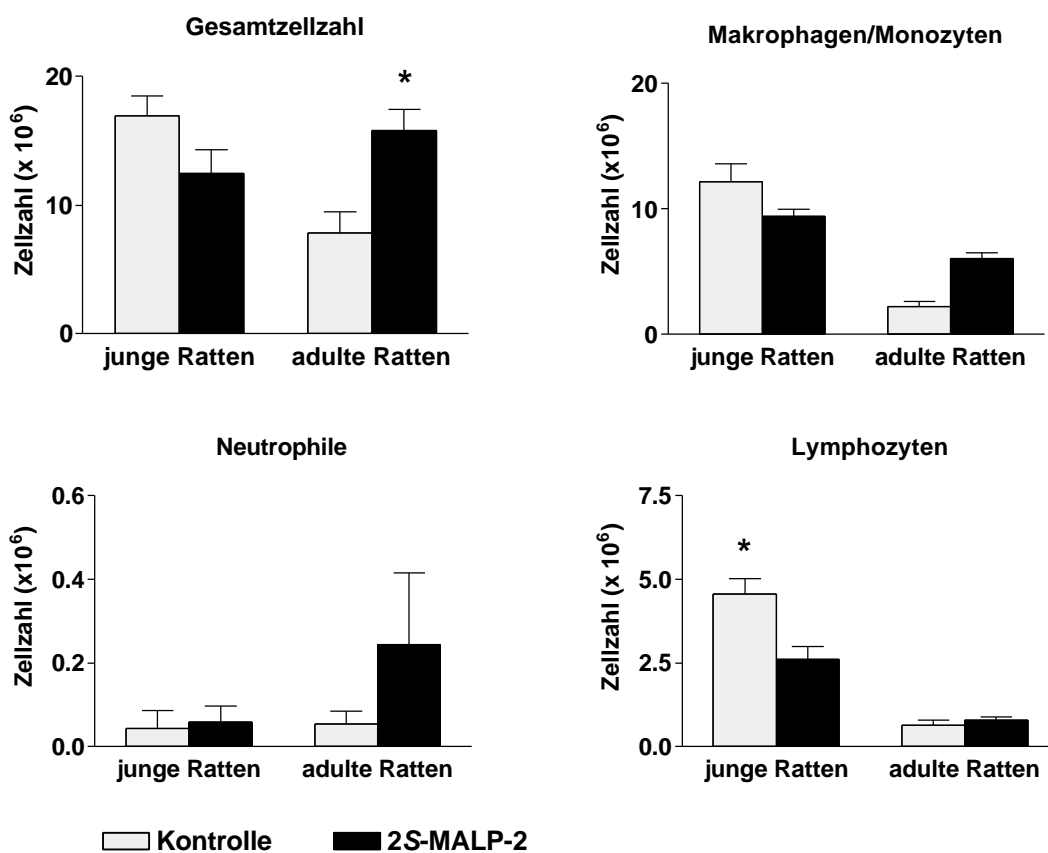 Gesamtzellzahl
*
Zellzahl (x 10⁶)
20
10
0
junge Ratten
adulte Ratten
Makrophagen/Monozyten
Zellzahl (x10⁶)
20
10
0
junge Ratten
adulte Ratten
Neutrophile
Zellzahl (x10⁶)
0.6
0.4
0.2
0.0
junge Ratten
adulte Ratten
Lymphozyten
*
Zellzahl (x 10⁶)
7.5
5.0
2.5
0.0
junge Ratten
adulte Ratten
Kontrolle
2S-MALP-2